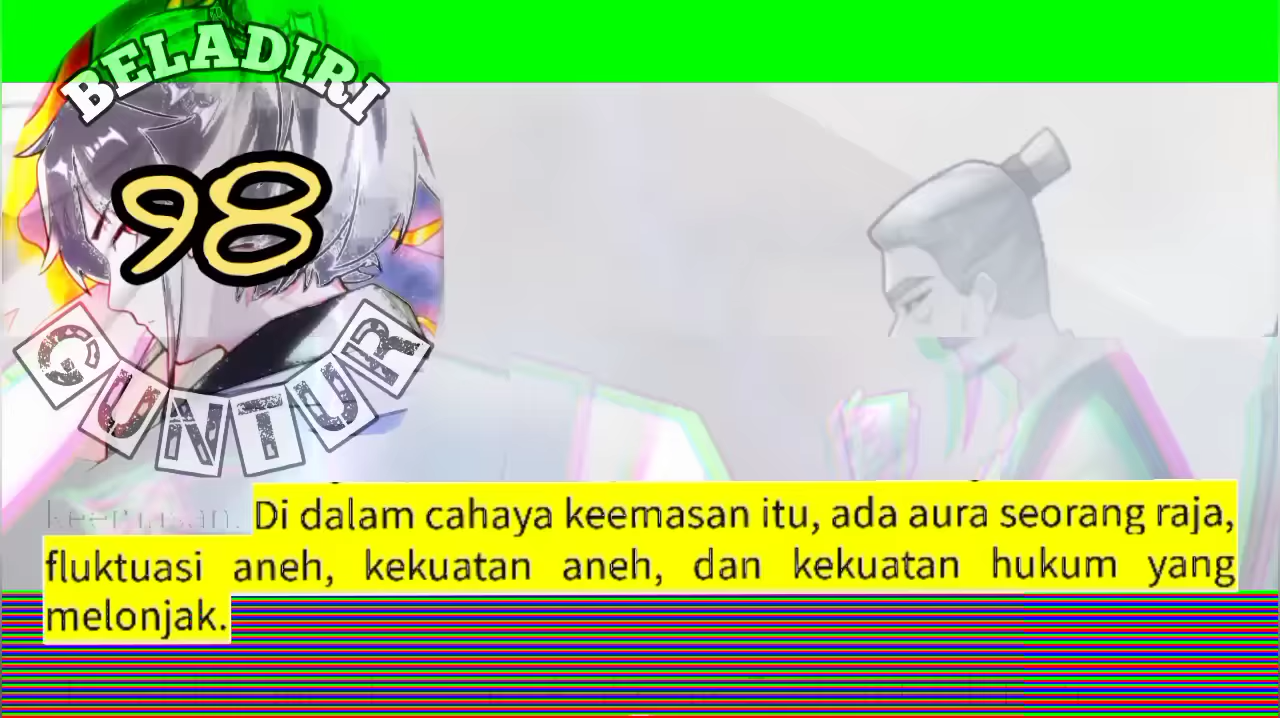 BELADIRI
98
GUNTUR
keemasan. Di dalam cahaya keemasan itu, ada aura seorang raja,
fluktuasi aneh, kekuatan aneh, dan kekuatan hukum yang
melonjak.